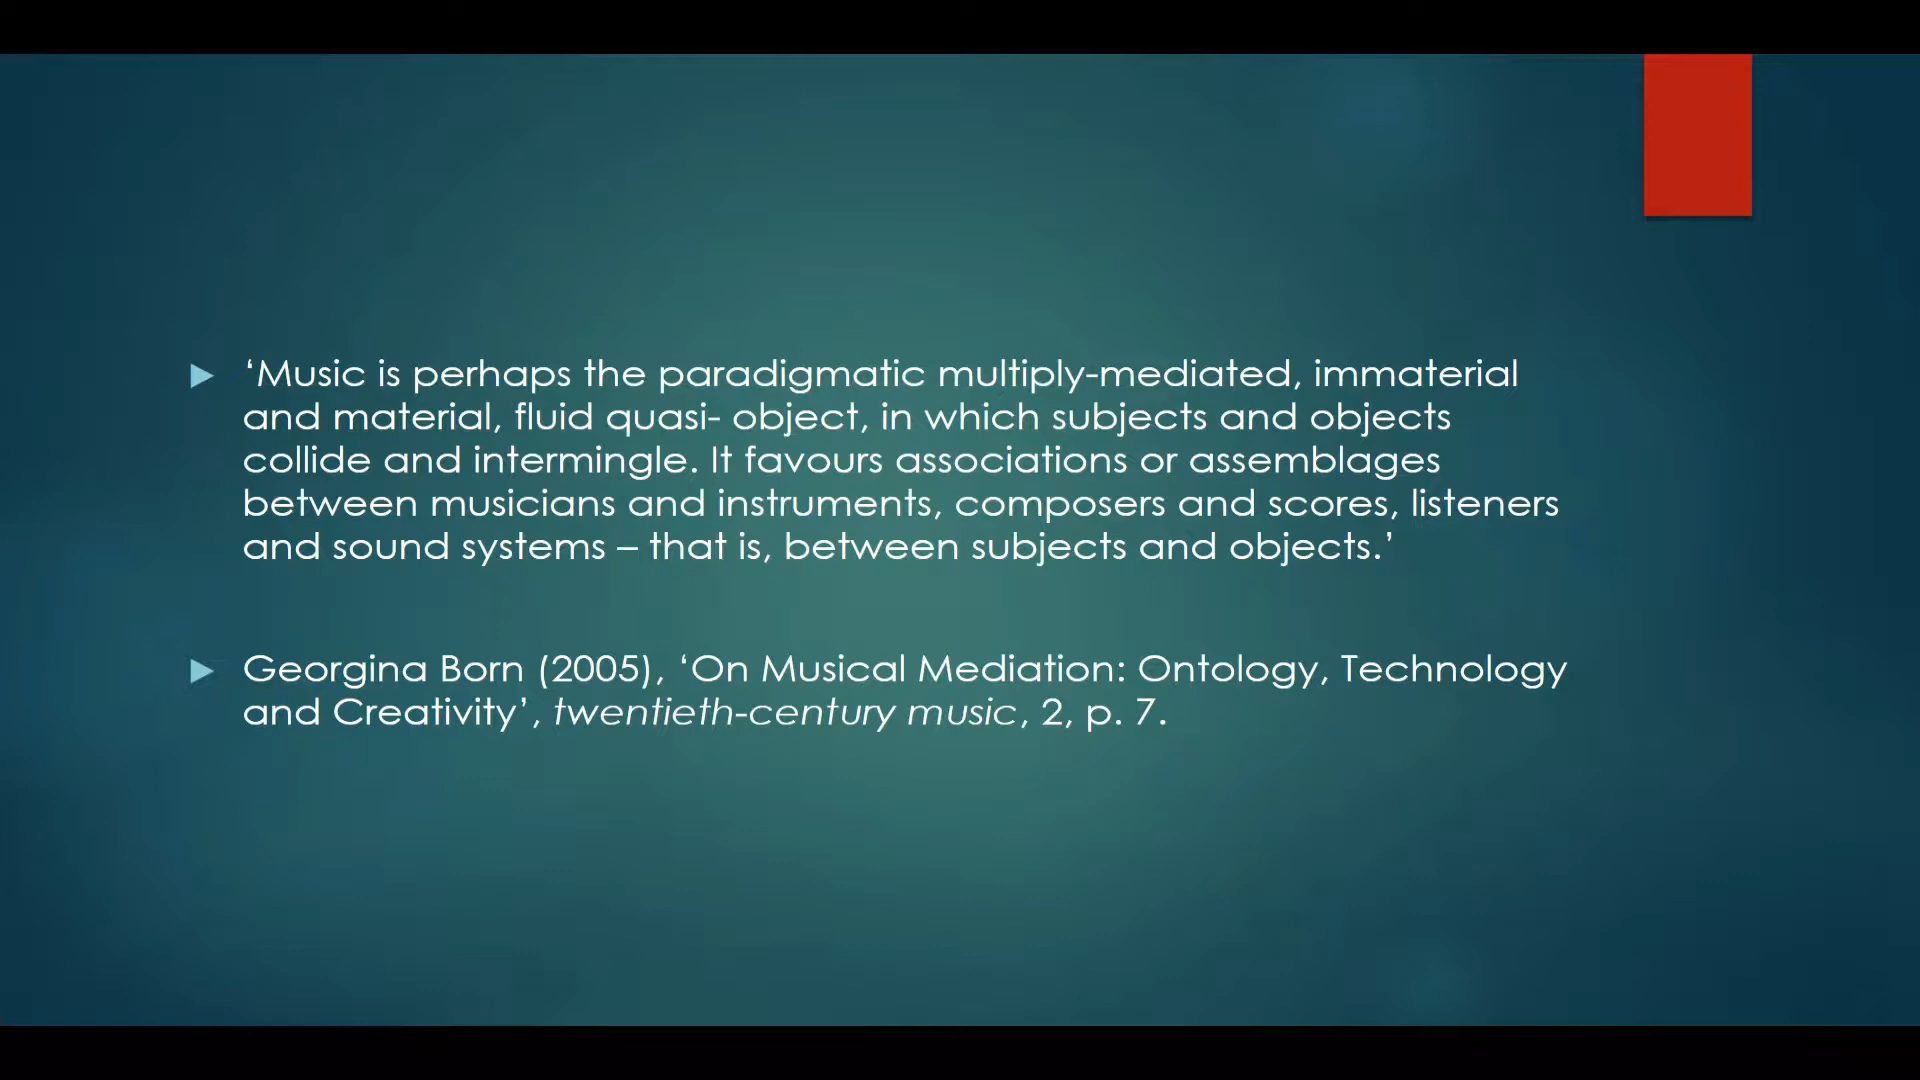 ‘Music is perhaps the paradigmatic multiply-mediated, immaterial
and material, fluid quasi- object, in which subjects and objects
collide and intermingle. It favours associations or assemblages
between musicians and instruments, composers and scores, listeners
and sound systems – that is, between subjects and objects.’
Georgina Born (2005), ‘On Musical Mediation: Ontology, Technology
and Creativity’, twentieth-century music, 2, p. 7.